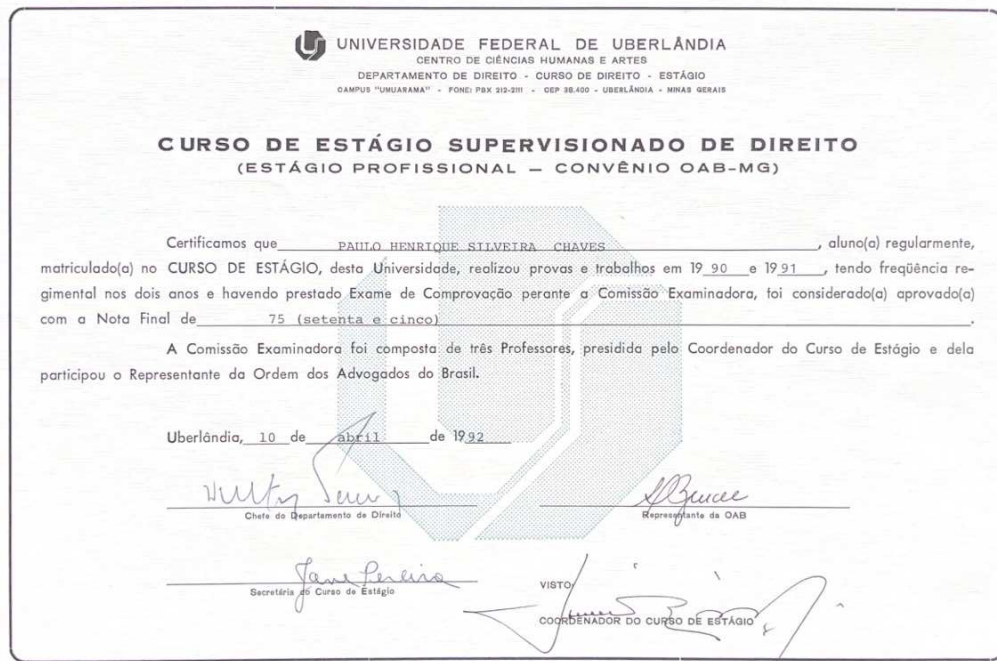 UNIVERSIDADE FEDERAL DE UBERLÂNDIA
CENTRO DE CIÊNCIAS HUMANAS E ARTES
DEPARTAMENTO DE DIREITO - CURSO DE DIREITO - ESTÁGIO
CAMPUS "UMUARAMA" - FONE: PBX 212-2111 - CEP 38.400 - UBERLÂNDIA - MINAS GERAIS
CURSO DE ESTÁGIO SUPERVISIONADO DE DIREITO
(ESTÁGIO PROFISSIONAL — CONVÊNIO OAB-MG)
Certificamos que PAULO HENRIQUE SILVEIRA CHAVES, aluno(a) regularmente,
matriculado(a) no CURSO DE ESTÁGIO, desta Universidade, realizou provas e trabalhos em 19 90 e 19 91, tendo freqüência re-
gimental nos dois anos e havendo prestado Exame de Comprovação perante a Comissão Examinadora, foi considerado(a) aprovado(a)
com a Nota Final de 75 (setenta e cinco).
A Comissão Examinadora foi composta de três Professores, presidida pelo Coordenador do Curso de Estágio e dela
participou o Representante da Ordem dos Advogados do Brasil.
Uberlândia, 10 de abril de 1992
Chefe do Departamento de Direito
Representante da OAB
Jane Pereira
Secretária do Curso de Estágio
VISTO
COORDENADOR DO CURSO DE ESTÁGIO